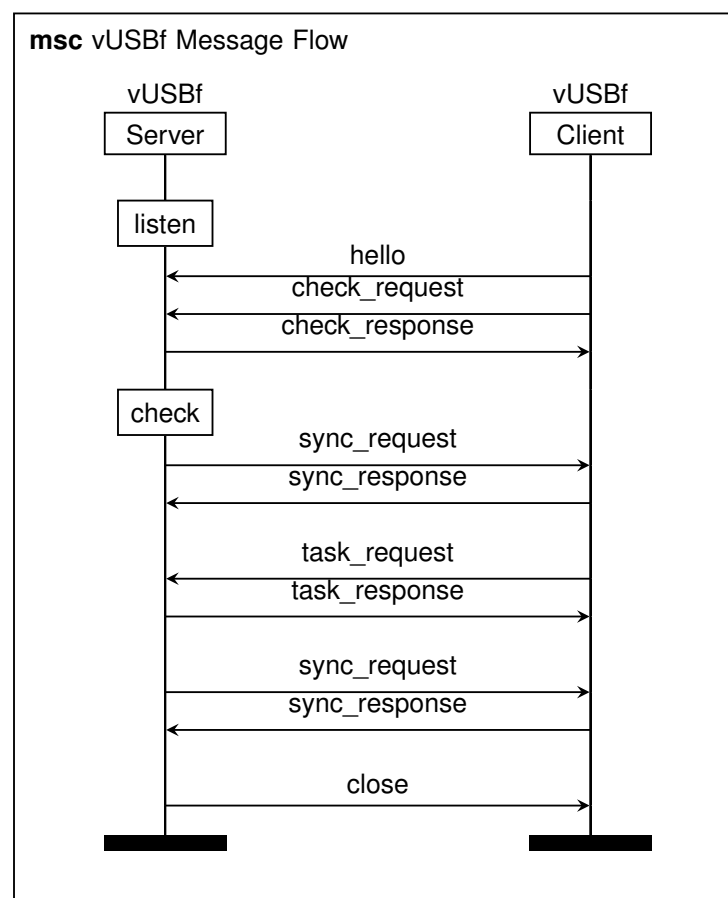 msc vUSBf Message Flow
vUSBf vUSBf
Server Client
listen
hello
check_request
check_response
check
sync_request
sync_response
task_request
task_response
sync_request
sync_response
close